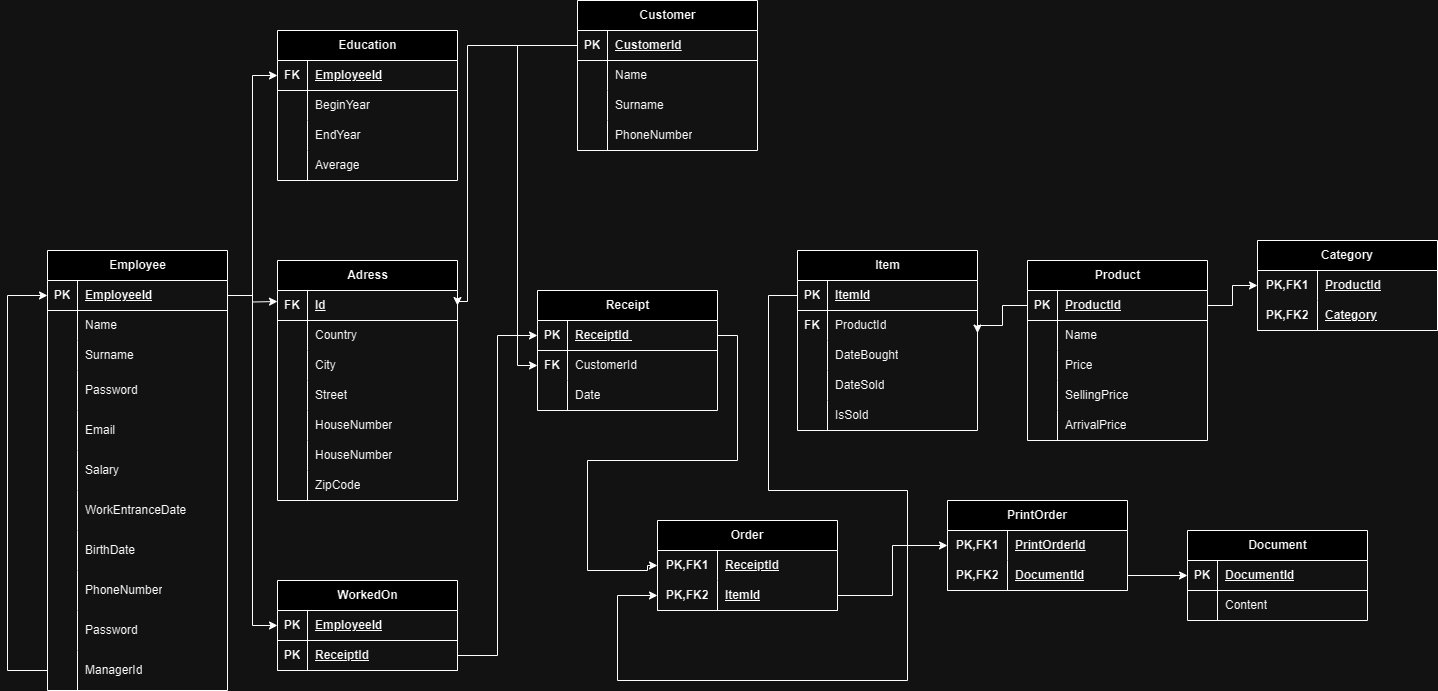 Customer
PK CustomerId
Name
Surname
PhoneNumber
Education
FK EmployeeId
BeginYear
EndYear
Average
Employee
PK EmployeeId
Name
Surname
Password
Email
Salary
WorkEntranceDate
BirthDate
PhoneNumber
Password
ManagerId
Adress
FK Id
Country
City
Street
HouseNumber
HouseNumber
ZipCode
Receipt
PK ReceiptId
FK CustomerId
Date
Item
PK ItemId
FK ProductId
DateBought
DateSold
IsSold
Product
PK ProductId
Name
Price
SellingPrice
ArrivalPrice
Category
PK,FK1 ProductId
PK,FK2 Category
WorkedOn
PK EmployeeId
PK ReceiptId
Order
PK,FK1 ReceiptId
PK,FK2 ItemId
PrintOrder
PK,FK1 PrintOrderId
PK,FK2 DocumentId
Document
PK DocumentId
Content